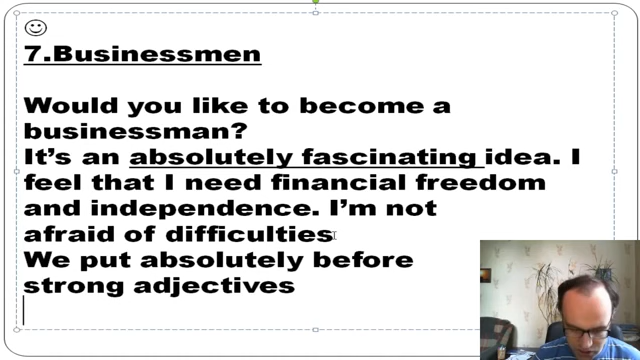 7.Businessmen
Would you like to become a
businessman?
It's an absolutely fascinating idea. I
feel that I need financial freedom
and independence. I'm not
afraid of difficulties
We put absolutely before
strong adjectives